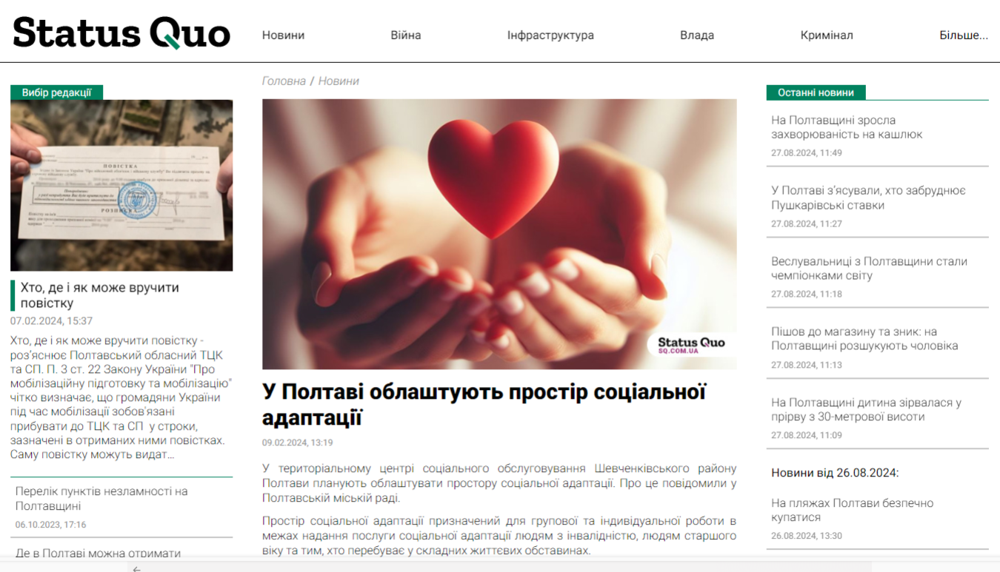 Status Quo
Новини
Війна
Інфраструктура
Влада
Кримінал
Більше...
Вибір редакції
ПОВІСТКА
РОЗПИСКА
Хто, де і як може вручити
повістку
07.02.2024, 15:37
Хто, де і як може вручити повістку -
роз’яснює Полтавський обласний ТЦК
та СП. П. 3 ст. 22 Закону України "Про
мобілізаційну підготовку та мобілізацію"
чітко визначає, що громадяни України
під час мобілізації зобов'язані
прибувати до ТЦК та СП у строки,
зазначені в отриманих ними повістках.
Саму повістку можуть видат...
Перелік пунктів незламності на
Полтавщині
06.10.2023, 17:16
Де в Полтаві можна отримати
Головна / Новини
Status Quo
SQ.COM.UA
У Полтаві облаштують простір соціальної
адаптації
09.02.2024, 13:19
У територіальному центрі соціального обслуговування Шевченківського району
Полтави планують облаштувати простору соціальної адаптації. Про це повідомили у
Полтавській міській раді.
Простір соціальної адаптації призначений для групової та індивідуальної роботи в
межах надання послуги соціальної адаптації людям з інвалідністю, людям старшого
віку та тим, хто перебуває у складних життєвих обставинах.
Останні новини
На Полтавщині зросла
захворюваність на кашлюк
27.08.2024, 11:49
У Полтаві з’ясували, хто забруднює
Пушкарівські ставки
27.08.2024, 11:27
Веслувальниці з Полтавщини стали
чемпіонками світу
27.08.2024, 11:18
Пішов до магазину та зник: на
Полтавщині розшукують чоловіка
27.08.2024, 11:13
На Полтавщині дитина зірвалася у
прірву з 30-метрової висоти
27.08.2024, 11:09
Новини від 26.08.2024:
На пляжах Полтави безпечно
купатися
26.08.2024, 13:30